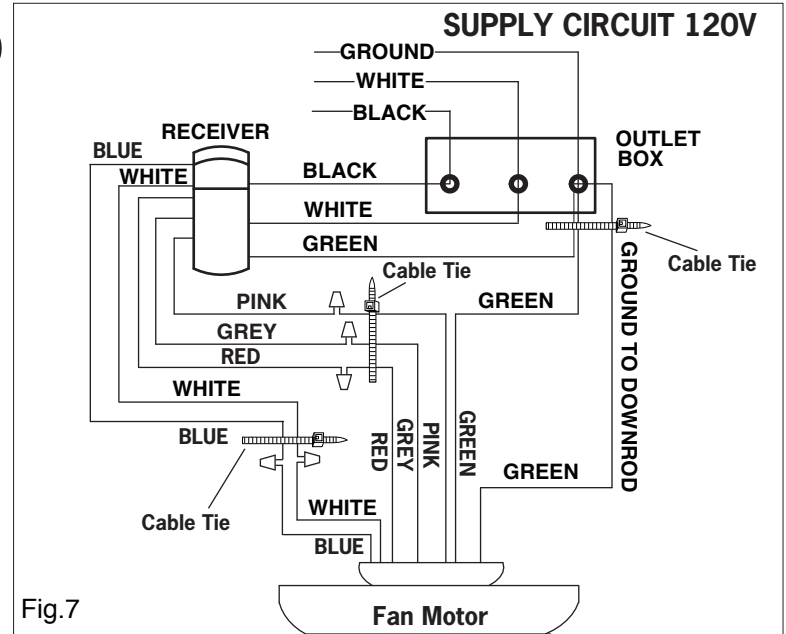 )
SUPPLY CIRCUIT 120V
GROUND
WHITE
BLACK
RECEIVER
OUTLET
BOX
BLUE
WHITE
BLACK
WHITE
GREEN
Cable Tie
Cable Tie
PINK
GREEN
GREY
RED
GROUND TO DOWNROD
WHITE
BLUE
RED
GREY
PINK
GREEN
GREEN
Cable Tie
WHITE
BLUE
Fan Motor
Fig.7